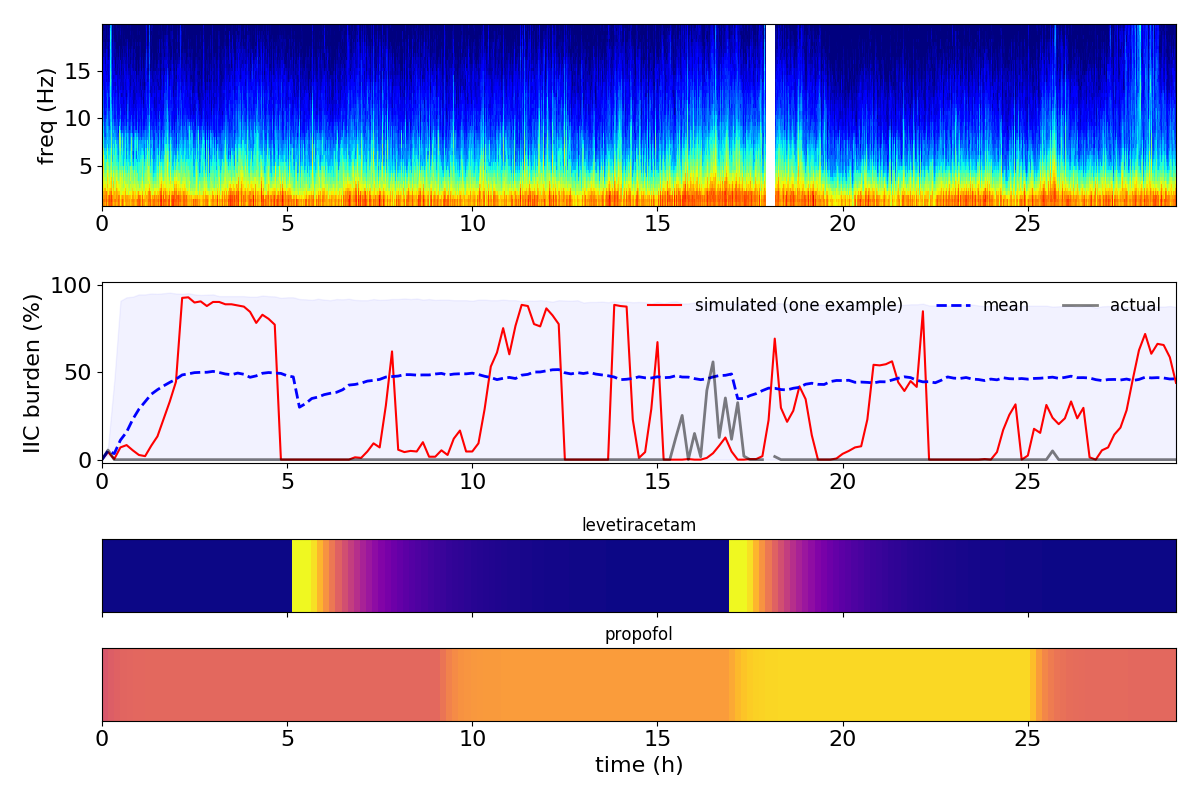 freq (Hz)
15
10
5
0 5 10 15 20 25
IIC burden (%)
100
50
0
simulated (one example) mean actual
0 5 10 15 20 25
levetiracetam
propofol
0 5 10 15 20 25
time (h)